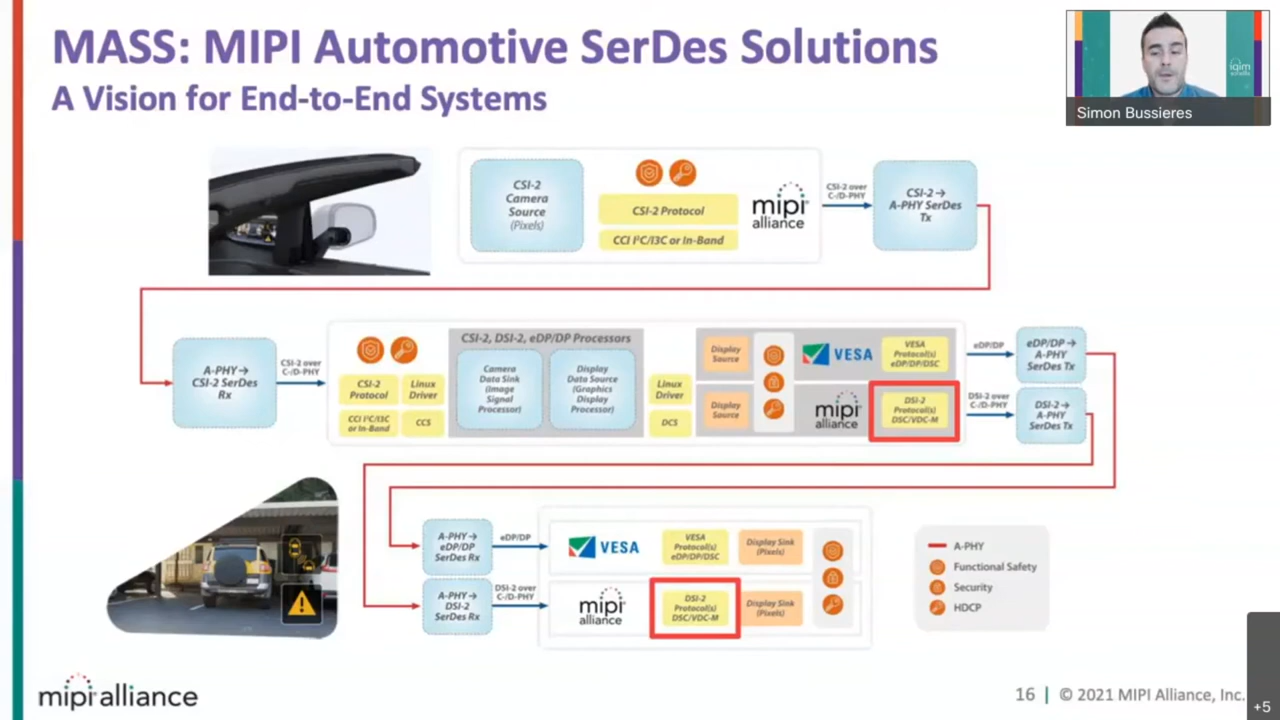 MASS: MIPI Automotive SerDes Solutions
A Vision for End-to-End Systems
Simon Bussieres
CSI-2
Camera
Source
(Pixels)
CSI-2 Protocol
CCI I²C/I3C or In-Band
mipi
alliance
CSI-2 over
C-/D-PHY
CSI-2 →
A-PHY SerDes
Tx
A-PHY→
CSI-2 SerDes
Rx
CSI-2 over
C-/D-PHY
CSI-2
Protocol
Linux
Driver
CCI I²C/I3C
or In-Band
CCS
CSI-2, DSI-2, eDP/DP Processors
Camera
Data Sink
(Image
Signal
Processor)
Display
Data Source
(Graphics
Display
Processor)
Linux
Driver
DCS
Display
Source
VESA
VESA
Protocol(s)
eDP/DP/DSC
Display
Source
mipi
alliance
DSI-2
Protocol(s)
DSC/VDC-M
eDP/DP
eDP/DP →
A-PHY
SerDes Tx
DSI-2 over
C-/D-PHY
DSI-2→
A-PHY
SerDes Tx
A-PHY→
eDP/DP
SerDes Rx
eDP/DP
VESA
VESA
Protocol(s)
eDP/DP/DSC
Display Sink
(Pixels)
A-PHY→
DSI-2
SerDes Rx
DSI-2 over
C-/D-PHY
mipi
alliance
DSI-2
Protocol(s)
DSC/VDC-M
Display Sink
(Pixels)
A-PHY
Functional Safety
Security
HDCP
mipi alliance
16 | © 2021 MIPI Alliance, Inc.
+5